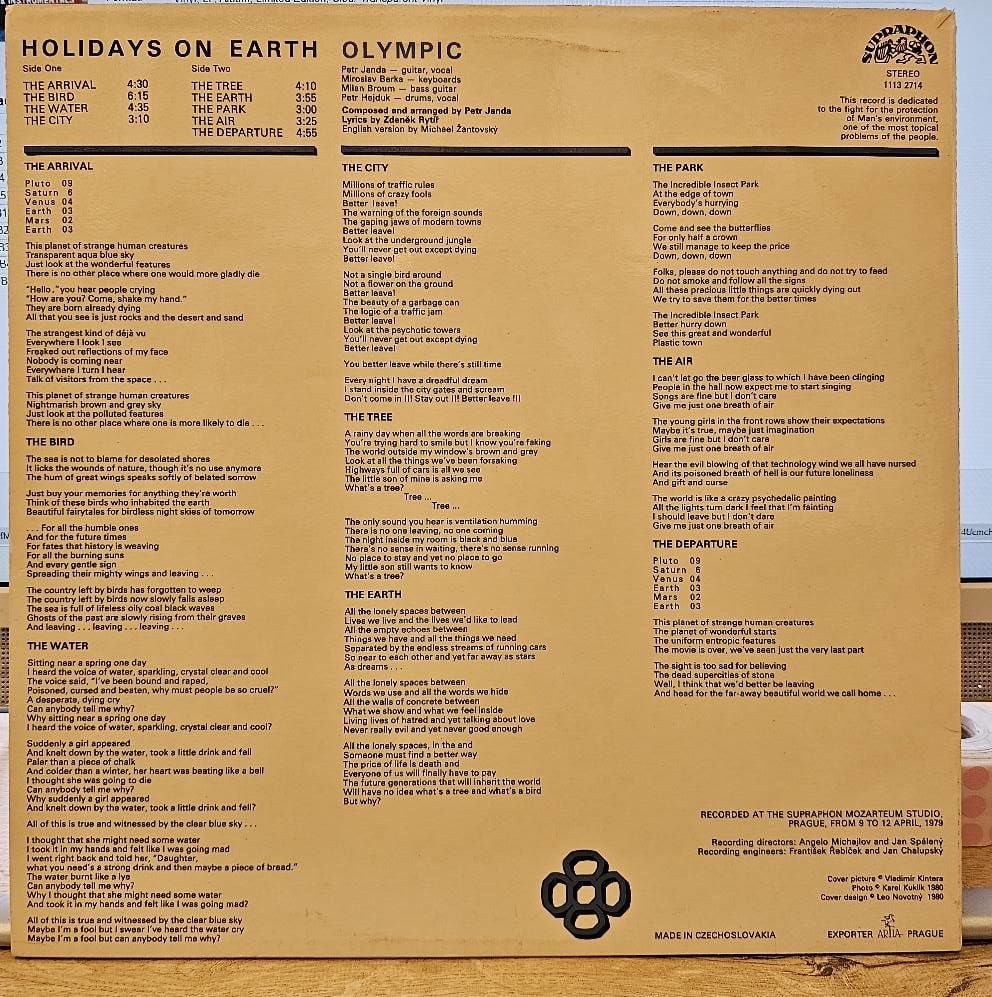 HOLIDAYS ON EARTH OLYMPIC
Side One
THE ARRIVAL 4:30
THE BIRD 6:15
THE WATER 4:35
THE CITY 3:10
Side Two
THE TREE 4:10
THE EARTH 3:55
THE PARK 3:00
THE AIR 3:25
THE DEPARTURE 4:55
Petr Janda — guitar, vocal
Miroslav Berka — keyboards
Milan Broum — bass guitar
Petr Hejduk — drums, vocal
Composed and arranged by Petr Janda
Lyrics by Zdeněk Rytíř
English version by Michael Žantovský
SUPRAPHON
STEREO
1113 2714
This record is dedicated
to the fight for the protection
of Man's environment,
one of the most topical
problems of the people.
THE ARRIVAL
Pluto 09
Saturn 6
Venus 04
Earth 03
Mars 02
Earth 03
This planet of strange human creatures
Transparent aqua blue sky
Just look at the wonderful features
There is no other place where one would more gladly die
"Hello," you hear people crying
"How are you? Come, shake my hand."
They are born already dying
All that you see is just rocks and the desert and sand
The strangest kind of déjà vu
Everywhere I look I see
Freaked out reflections of my face
Nobody is coming near
Everywhere I turn I hear
Talk of visitors from the space . . .
This planet of strange human creatures
Nightmarish brown and grey sky
Just look at the polluted features
There is no other place where one is more likely to die . . .
THE BIRD
The sea is not to blame for desolated shores
It licks the wounds of nature, though it's no use anymore
The hum of great wings speaks softly of belated sorrow
Just buy your memories for anything they're worth
Think of these birds who inhabited the earth
Beautiful fairytales for birdless night skies of tomorrow
. . . For all the humble ones
And for the future times
For fates that history is weaving
For all the burning suns
And every gentle sign
Spreading their mighty wings and leaving . . .
The country left by birds has forgotten to weep
The country left by birds now slowly falls asleep
The sea is full of lifeless oily coal black waves
Ghosts of the past are slowly rising from their graves
And leaving . . . leaving . . . leaving . . .
THE WATER
Sitting near a spring one day
I heard the voice of water, sparkling, crystal clear and cool
The voice said, "I've been bound and raped,
Poisoned, cursed and beaten, why must people be so cruel?"
A desperate, dying cry
Can anybody tell me why?
Why sitting near a spring one day
I heard the voice of water, sparkling, crystal clear and cool?
Suddenly a girl appeared
And knelt down by the water, took a little drink and fell
Paler than a piece of chalk
And colder than a winter, her heart was beating like a bell
I thought she was going to die
Can anybody tell me why?
Why suddenly a girl appeared
And knelt down by the water, took a little drink and fell?
All of this is true and witnessed by the clear blue sky . . .
I thought that she might need some water
I took it in my hands and felt like I was going mad
I went right back and told her, "Daughter,
what you need's a strong drink and then maybe a piece of bread."
The water burnt like a lye
Can anybody tell me why?
Why I thought that she might need some water
And took it in my hands and felt like I was going mad?
All of this is true and witnessed by the clear blue sky
Maybe I'm a fool but I swear I've heard the water cry
Maybe I'm a fool but can anybody tell me why?
THE CITY
Millions of traffic rules
Millions of crazy fools
Better leave!
The warning of the foreign sounds
The gaping jaws of modern towns
Better leave!
Look at the underground jungle
You'll never get out except dying
Better leave!
Not a single bird around
Not a flower on the ground
Better leave!
The beauty of a garbage can
The logic of a traffic jam
Better leave!
Look at the psychotic towers
You'll never get out except dying
Better leave!
You better leave while there's still time
Every night I have a dreadful dream
I stand inside the city gates and scream
Don't come in !!! Stay out !!! Better leave !!!
THE TREE
A rainy day when all the words are breaking
You're trying hard to smile but I know you're faking
The world outside my window's brown and grey
Look at all the things we've been forsaking
Highways full of cars is all we see
The little son of mine is asking me
What's a tree?
Tree ...
Tree ...
The only sound you hear is ventilation humming
There is no one leaving, no one coming
The night inside my room is black and blue
There's no sense in waiting, there's no sense running
No place to stay and yet no place to go
My little son still wants to know
What's a tree?
THE EARTH
All the lonely spaces between
Lives we live and the lives we'd like to lead
All the empty echoes between
Things we have and all the things we need
Separated by the endless streams of running cars
So near to each other and yet far away as stars
As dreams . . .
All the lonely spaces between
Words we use and all the words we hide
All the walls of concrete between
What we show and what we feel inside
Living lives of hatred and yet talking about love
Never really evil and yet never good enough
All the lonely spaces, in the end
Someone must find a better way
The price of life is death and
Everyone of us will finally have to pay
The future generations that will inherit the world
Will have no idea what's a tree and what's a bird
But why?
THE PARK
The Incredible Insect Park
At the edge of town
Everybody's hurrying
Down, down, down
Come and see the butterflies
For only half a crown
We still manage to keep the price
Down, down, down
Folks, please do not touch anything and do not try to feed
Do not smoke and follow all the signs
All these precious little things are quickly dying out
We try to save them for the better times
The Incredible Insect Park
Better hurry down
See this great and wonderful
Plastic town
THE AIR
I can't let go the beer glass to which I have been clinging
People in the hall now expect me to start singing
Songs are fine but I don't care
Give me just one breath of air
The young girls in the front rows show their expectations
Maybe it's true, maybe just imagination
Girls are fine but I don't care
Give me just one breath of air
Hear the evil blowing of that technology wind we all have nursed
And its poisoned breath of hell is our future loneliness
And gift and curse
The world is like a crazy psychedelic painting
All the lights turn dark I feel that I'm fainting
I should leave but I don't dare
Give me just one breath of air
THE DEPARTURE
Pluto 09
Saturn 6
Venus 04
Earth 03
Mars 02
Earth 03
This planet of strange human creatures
The planet of wonderful starts
The uniform entropic features
The movie is over, we've seen just the very last part
The sight is too sad for believing
The dead supercities of stone
Well, I think that we'd better be leaving
And head for the far-away beautiful world we call home . . .
RECORDED AT THE SUPRAPHON MOZARTEUM STUDIO,
PRAGUE, FROM 9 TO 12 APRIL, 1979
Recording directors: Angelo Michajlov and Jan Spálený
Recording engineers: František Řebíček and Jan Chalupský
Cover picture © Vladimír Kintera
Photo © Karel Kuklík 1980
Cover design © Leo Novotný 1980
MADE IN CZECHOSLOVAKIA
EXPORTER ARTIA PRAGUE